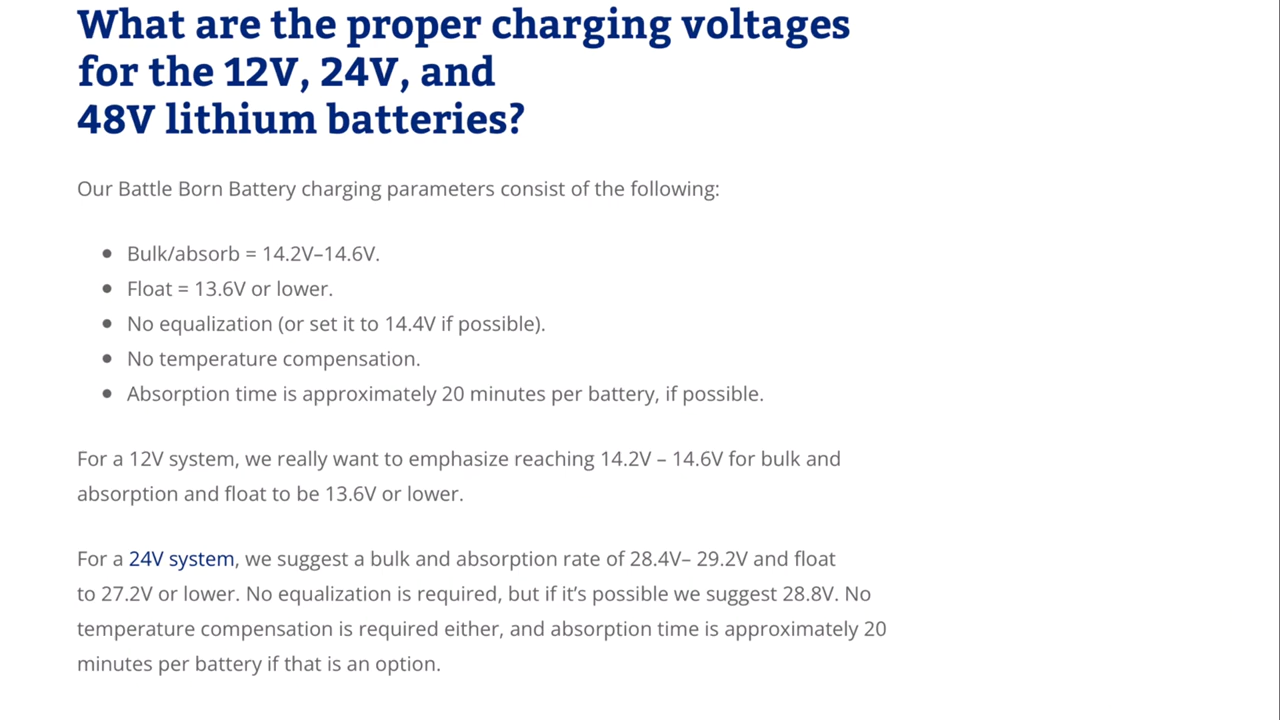 What are the proper charging voltages
for the 12V, 24V, and
48V lithium batteries?
Our Battle Born Battery charging parameters consist of the following:
• Bulk/absorb = 14.2V–14.6V.
• Float = 13.6V or lower.
• No equalization (or set it to 14.4V if possible).
• No temperature compensation.
• Absorption time is approximately 20 minutes per battery, if possible.
For a 12V system, we really want to emphasize reaching 14.2V – 14.6V for bulk and
absorption and float to be 13.6V or lower.
For a 24V system, we suggest a bulk and absorption rate of 28.4V– 29.2V and float
to 27.2V or lower. No equalization is required, but if it’s possible we suggest 28.8V. No
temperature compensation is required either, and absorption time is approximately 20
minutes per battery if that is an option.